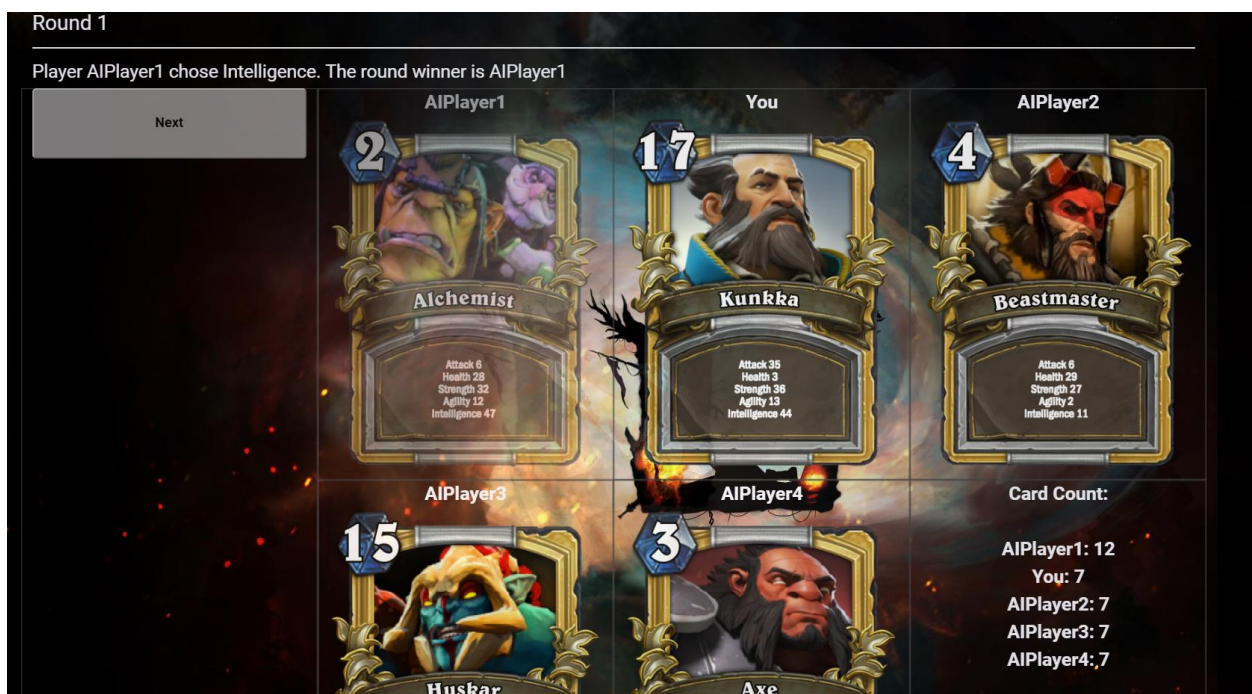 Round 1
Player AIPlayer1 chose Intelligence. The round winner is AIPlayer1
Next
AIPlayer1
2
Alchemist
Attack 6
Health 28
Strength 32
Agility 12
Intelligence 47
You
17
Kunkka
Attack 35
Health 3
Strength 36
Agility 13
Intelligence 44
AIPlayer2
4
Beastmaster
Attack 6
Health 29
Strength 27
Agility 2
Intelligence 11
AIPlayer3
15
Huskar
AIPlayer4
3
Axe
Card Count:
AIPlayer1: 12
You: 7
AIPlayer2: 7
AIPlayer3: 7
AIPlayer4: 7